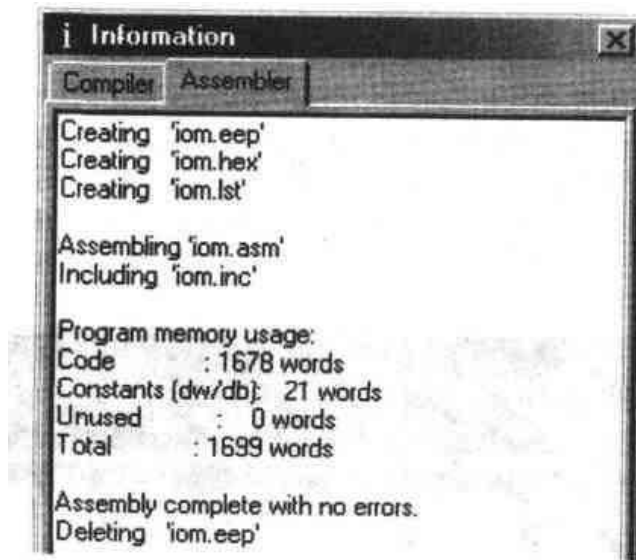 i Information
Compiler Assembler
Creating 'iom.eep'
Creating 'iom.hex'
Creating 'iom.lst'
Assembling 'iom.asm'
Including 'iom.inc'
Program memory usage:
Code : 1678 words
Constants (dw/db): 21 words
Unused : 0 words
Total : 1699 words
Assembly complete with no errors.
Deleting 'iom.eep'